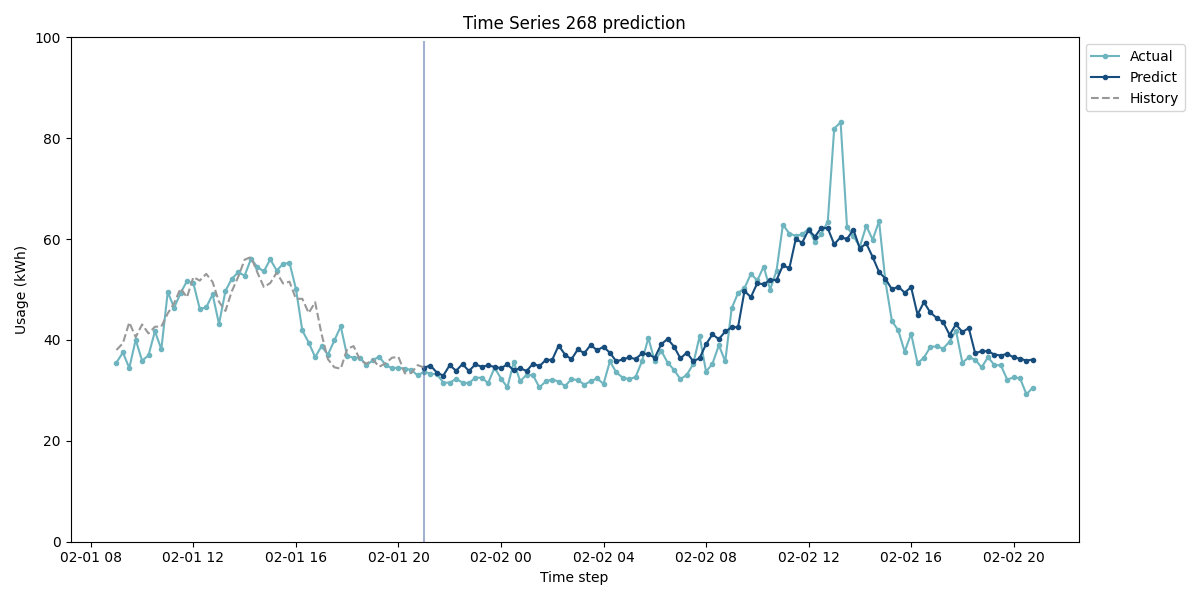 Time Series 268 prediction
100
80
60
40
20
0
Usage (kWh)
02-01 08 02-01 12 02-01 16 02-01 20 02-02 00 02-02 04 02-02 08 02-02 12 02-02 16 02-02 20
Time step
Actual
Predict
History